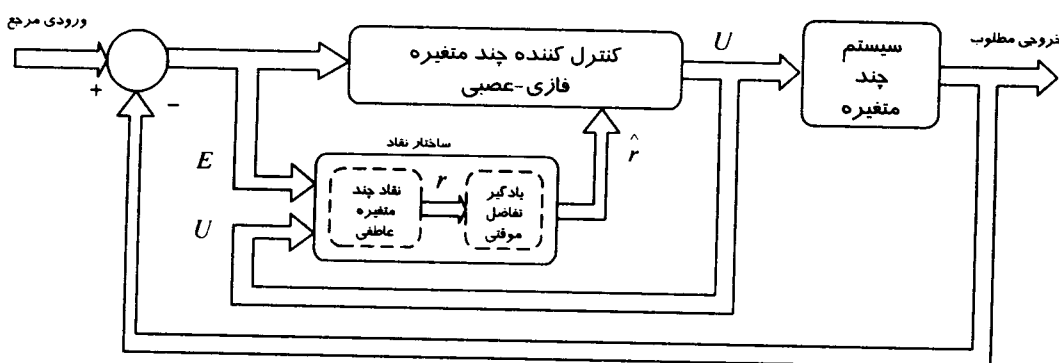 ورودی مرجع
+
-
کنترل کننده چند متغیره
فازی-عصبی
U
سیستم
چند
متغیره
خروجی مطلوب
E
U
ساختار نقاد
نقاد چند
متغیره
عاطفی
r
یادگیر
تفاضل
موقتی
r̂